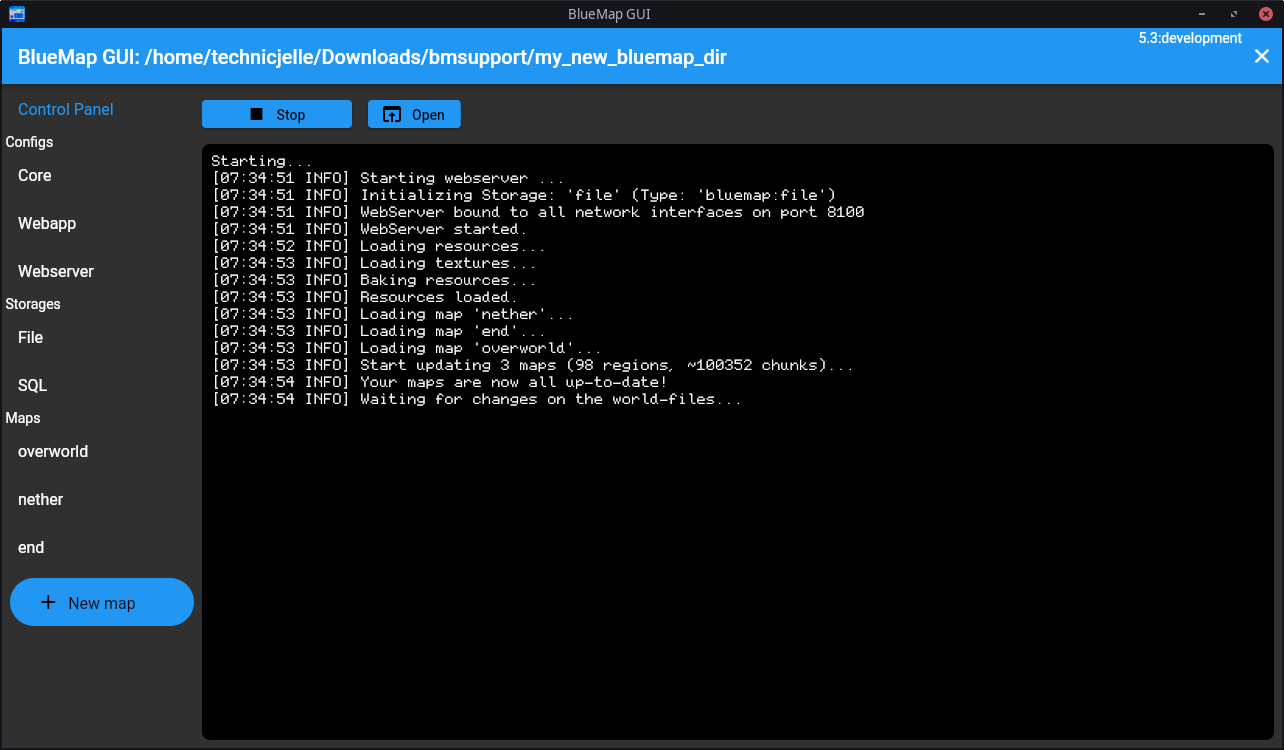 BlueMap GUI
5.3:development
BlueMap GUI: /home/technicjelle/Downloads/bmsupport/my_new_bluemap_dir
Control Panel
Configs
Core
Webapp
Webserver
Storages
File
SQL
Maps
overworld
nether
end
New map
Stop
Open
Starting...
[07:34:51 INFO] Starting webserver ...
[07:34:51 INFO] Initializing Storage: 'file' (Type: 'bluemap:file')
[07:34:51 INFO] WebServer bound to all network interfaces on port 8100
[07:34:51 INFO] WebServer started.
[07:34:52 INFO] Loading resources...
[07:34:53 INFO] Loading textures...
[07:34:53 INFO] Baking resources...
[07:34:53 INFO] Resources loaded.
[07:34:53 INFO] Loading map 'nether'...
[07:34:53 INFO] Loading map 'end'...
[07:34:53 INFO] Loading map 'overworld'...
[07:34:53 INFO] Start updating 3 maps (98 regions, ~100352 chunks)...
[07:34:54 INFO] Your maps are now all up-to-date!
[07:34:54 INFO] Waiting for changes on the world-files...